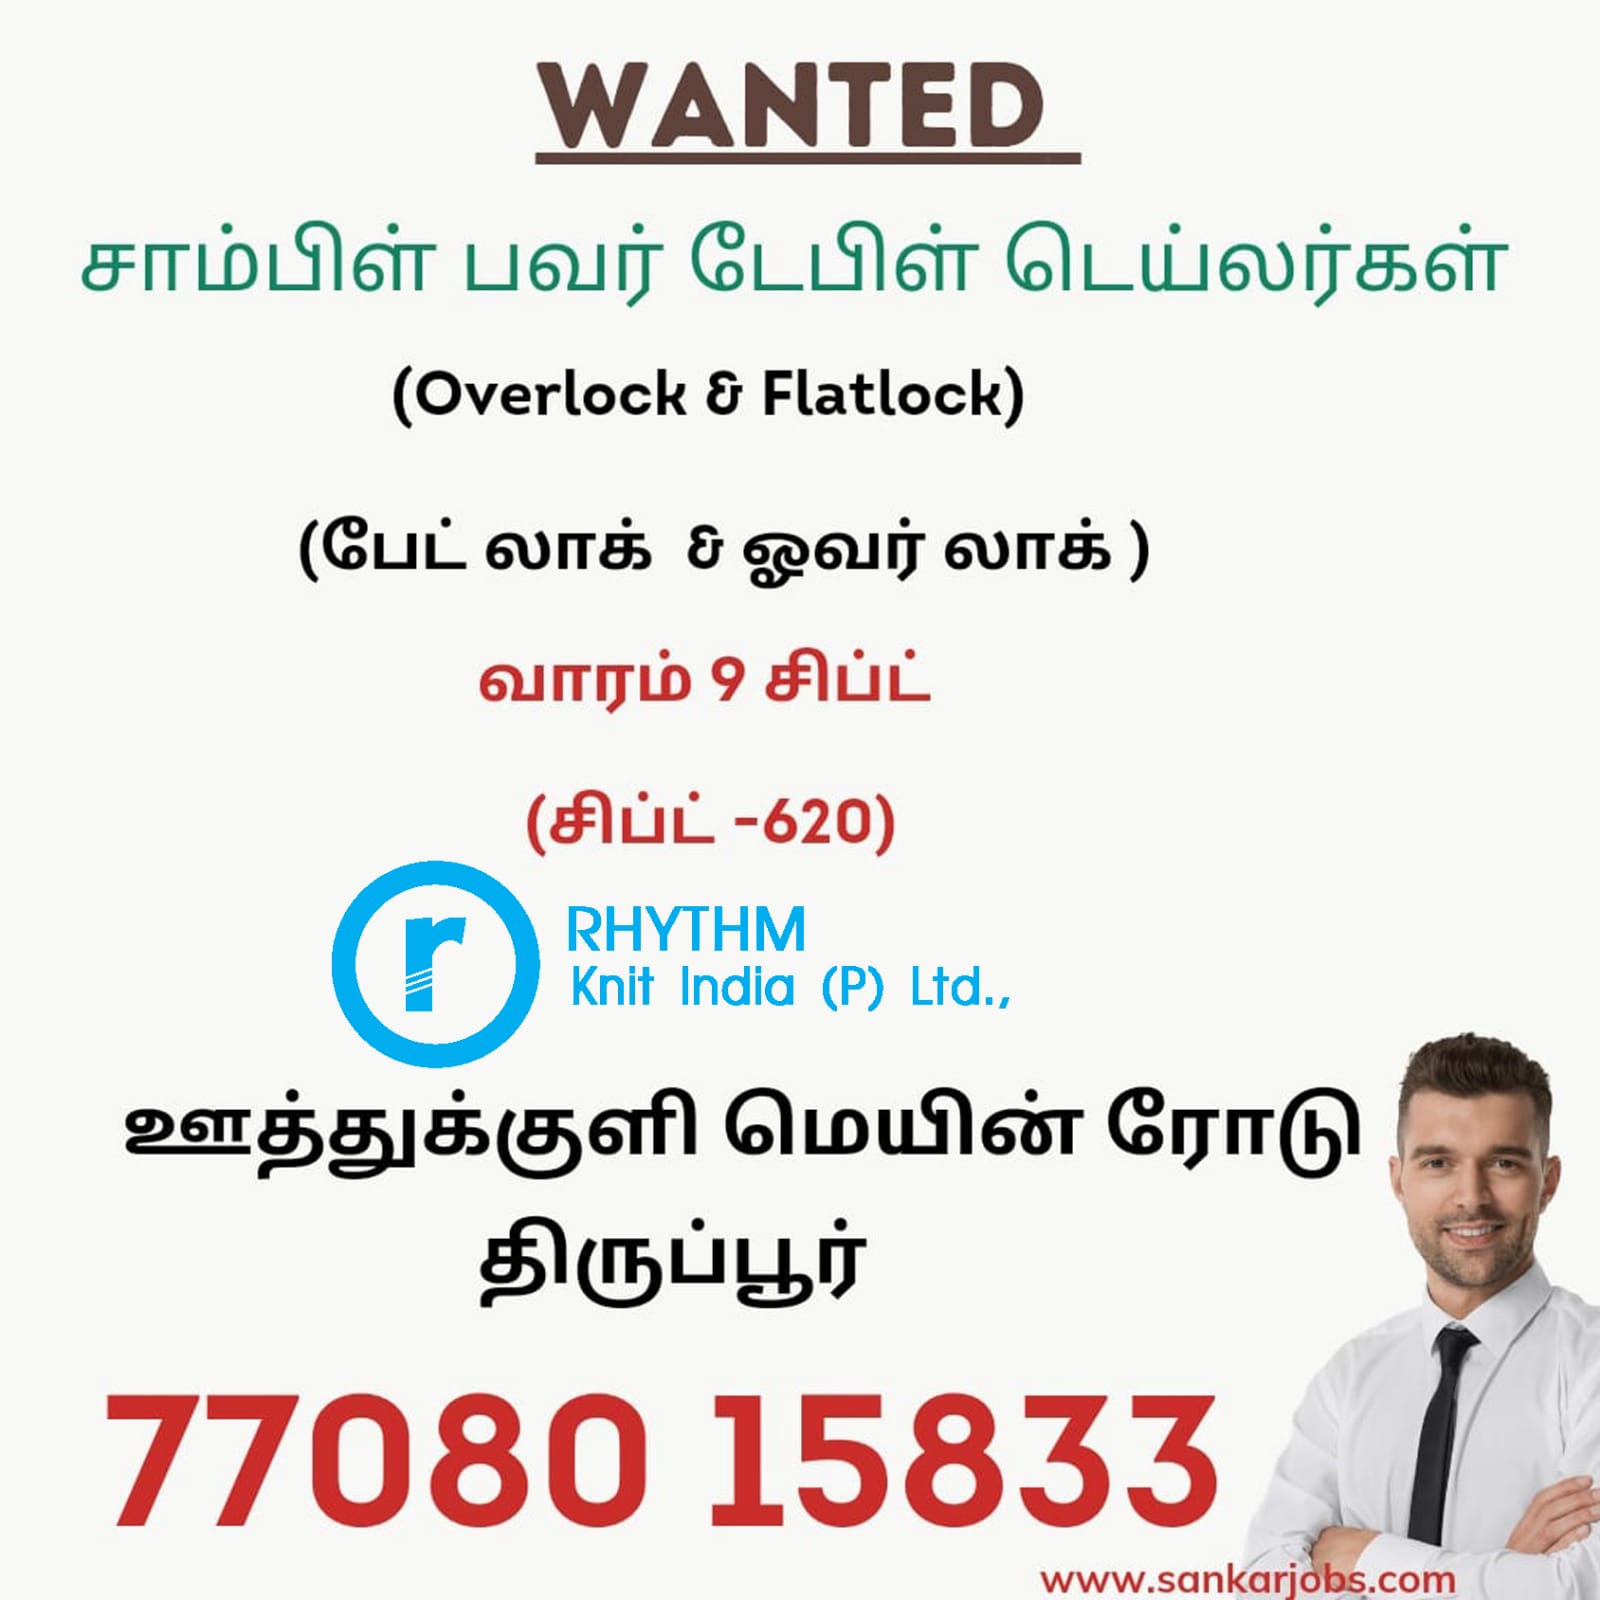 WANTED
சாம்பிள் பவர் டேபிள் டெய்லர்கள்
(Overlock & Flatlock)
(பேட் லாக் & ஓவர் லாக் )
வாரம் 9 சிப்ட்
(சிப்ட் -620)
r
RHYTHM
Knit India (P) Ltd.,
ஊத்துக்குளி மெயின் ரோடு
திருப்பூர்
77080 15833
www.sankarjobs.com